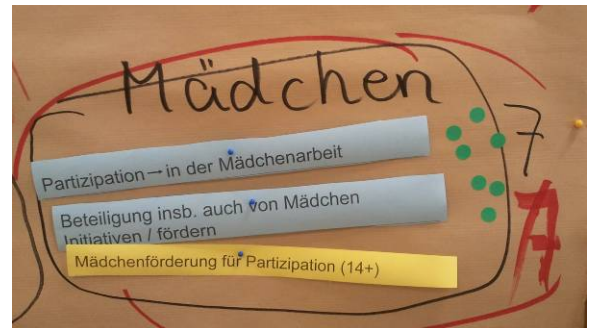 Mädchen
7
Partizipation→in der Mädchenarbeit
Beteiligung insb. auch von Mädchen
Initiativen / fördern
Mädchenförderung für Partizipation (14+)
A